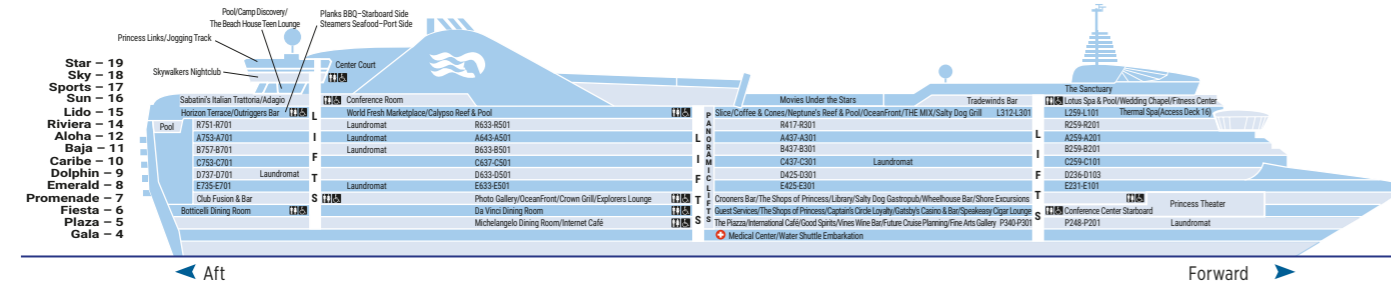 Pool/Camp Discovery/
The Beach House Teen Lounge
Planks BBQ–Starboard Side
Steamers Seafood–Port Side
Princess Links/Jogging Track
Skywalkers Nightclub
Center Court
Star – 19
Sky – 18
Sports – 17
Sun – 16
Lido – 15
Riviera – 14
Aloha – 12
Baja – 11
Caribe – 10
Dolphin – 9
Emerald – 8
Promenade – 7
Fiesta – 6
Plaza – 5
Gala – 4
The Sanctuary
Sabatini's Italian Trattoria/Adagio
Conference Room
Movies Under the Stars
Tradewinds Bar
Lotus Spa & Pool/Wedding Chapel/Fitness Center
Horizon Terrace/Outriggers Bar
World Fresh Marketplace/Calypso Reef & Pool
Slice/Coffee & Cones/Neptune's Reef & Pool/OceanFront/THE MIX/Salty Dog Grill L312-L301
L259-L101
Thermal Spa(Access Deck 16)
Pool
R751-R701
Laundromat
R633-R501
R417-R301
R259-R201
A753-A701
Laundromat
A643-A501
A437-A301
A259-A201
B757-B701
Laundromat
B633-B501
B437-B301
B259-B201
C753-C701
C637-C501
C437-C301
Laundromat
C259-C101
D737-D701
Laundromat
D633-D501
D425-D301
D236-D103
E735-E701
Laundromat
E633-E501
E425-E301
E231-E101
Club Fusion & Bar
Photo Gallery/OceanFront/Crown Grill/Explorers Lounge
Crooners Bar/The Shops of Princess/Library/Salty Dog Gastropub/Wheelhouse Bar/Shore Excursions
Princess Theater
Botticelli Dining Room
Da Vinci Dining Room
Guest Services/The Shops of Princess/Captain's Circle Loyalty/Gatsby's Casino & Bar/Speakeasy Cigar Lounge
Conference Center Starboard
Michelangelo Dining Room/Internet Café
The Piazza/International Café/Good Spirits/Vines Wine Bar/Future Cruise Planning/Fine Arts Gallery P340-P301
P248-P201
Laundromat
Medical Center/Water Shuttle Embarkation
LIFTS
LIFTS
PANORAMIC LIFTS
LIFTS
Aft
Forward